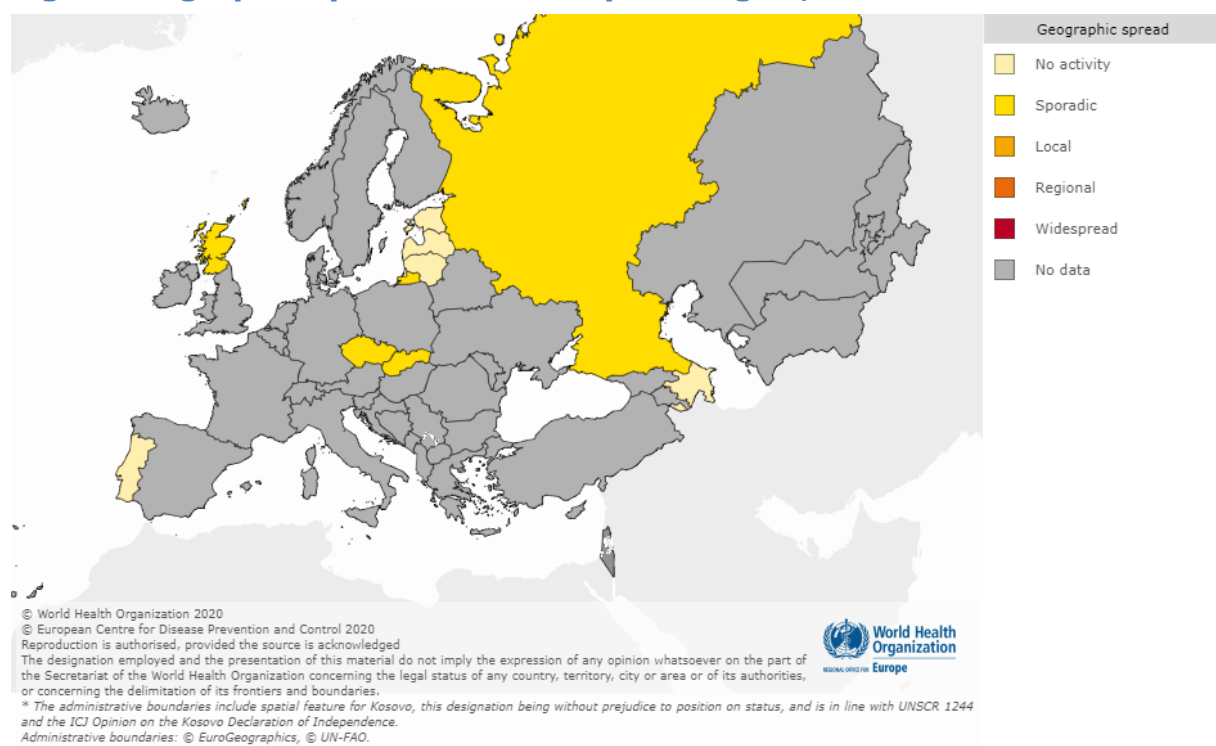 Geographic spread
No activity
Sporadic
Local
Regional
Widespread
No data
© World Health Organization 2020
© European Centre for Disease Prevention and Control 2020
Reproduction is authorised, provided the source is acknowledged
The designation employed and the presentation of this material do not imply the expression of any opinion whatsoever on the part of
the Secretariat of the World Health Organization concerning the legal status of any country, territory, city or area or of its authorities,
or concerning the delimitation of its frontiers and boundaries.
* The administrative boundaries include spatial feature for Kosovo, this designation being without prejudice to position on status, and is in line with UNSCR 1244
and the ICJ Opinion on the Kosovo Declaration of Independence.
Administrative boundaries: © EuroGeographics, © UN-FAO.
World Health
Organization
REGIONAL OFFICE FOR Europe